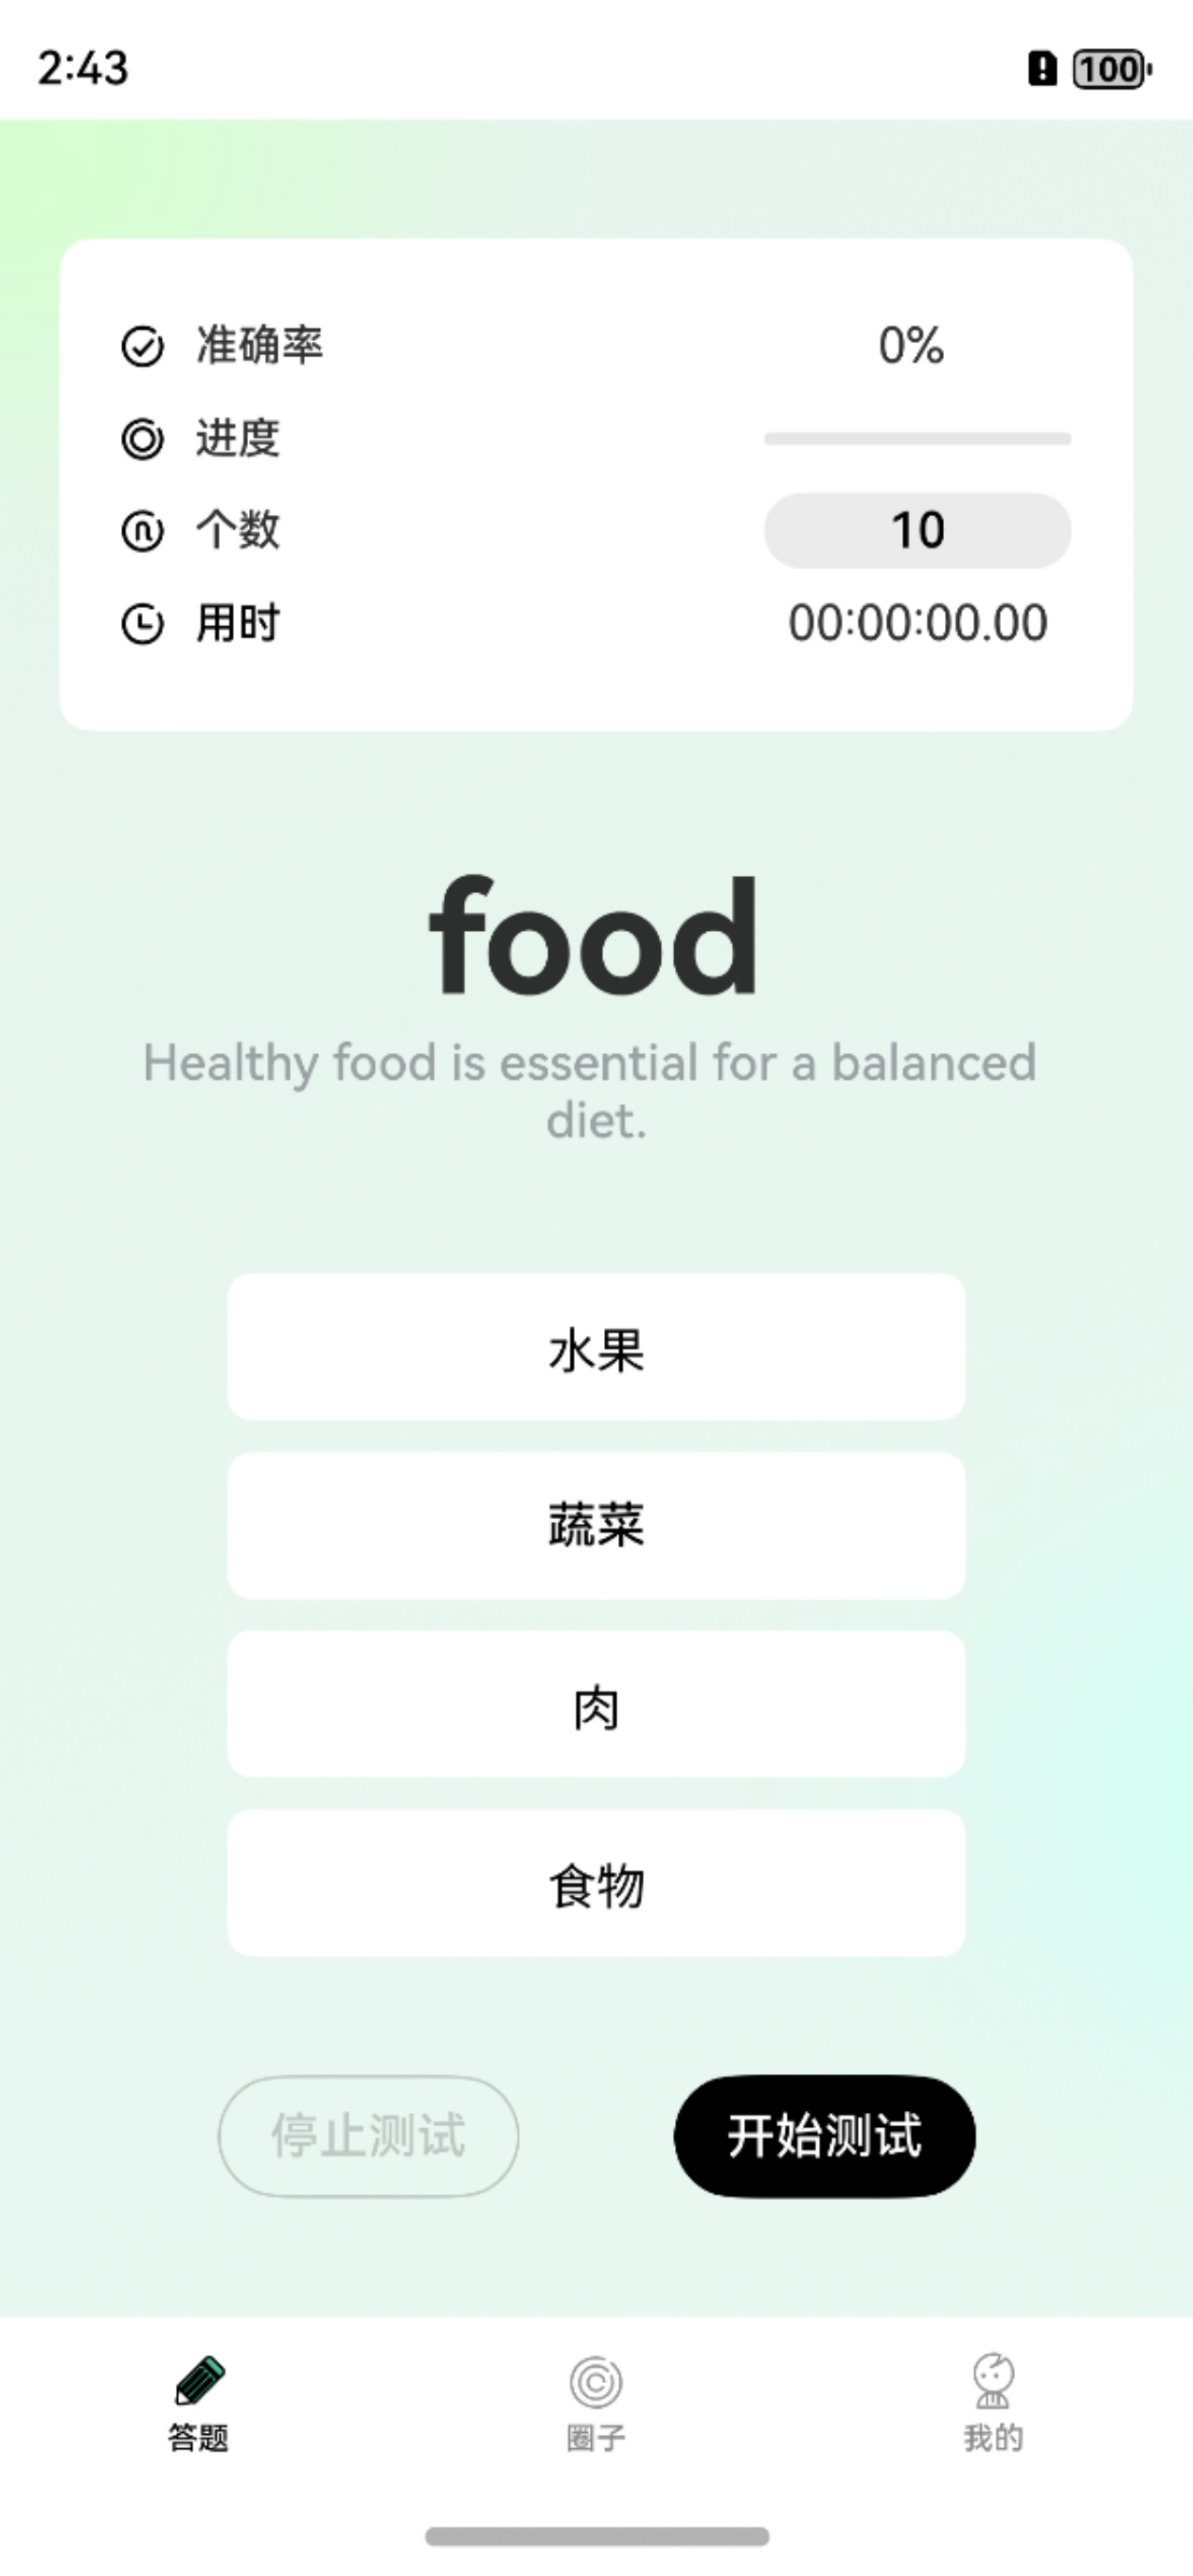 2:43
100
准确率
0%
进度
个数
10
用时
00:00:00.00
food
Healthy food is essential for a balanced
diet.
水果
蔬菜
肉
食物
停止测试
开始测试
答题
圈子
我的